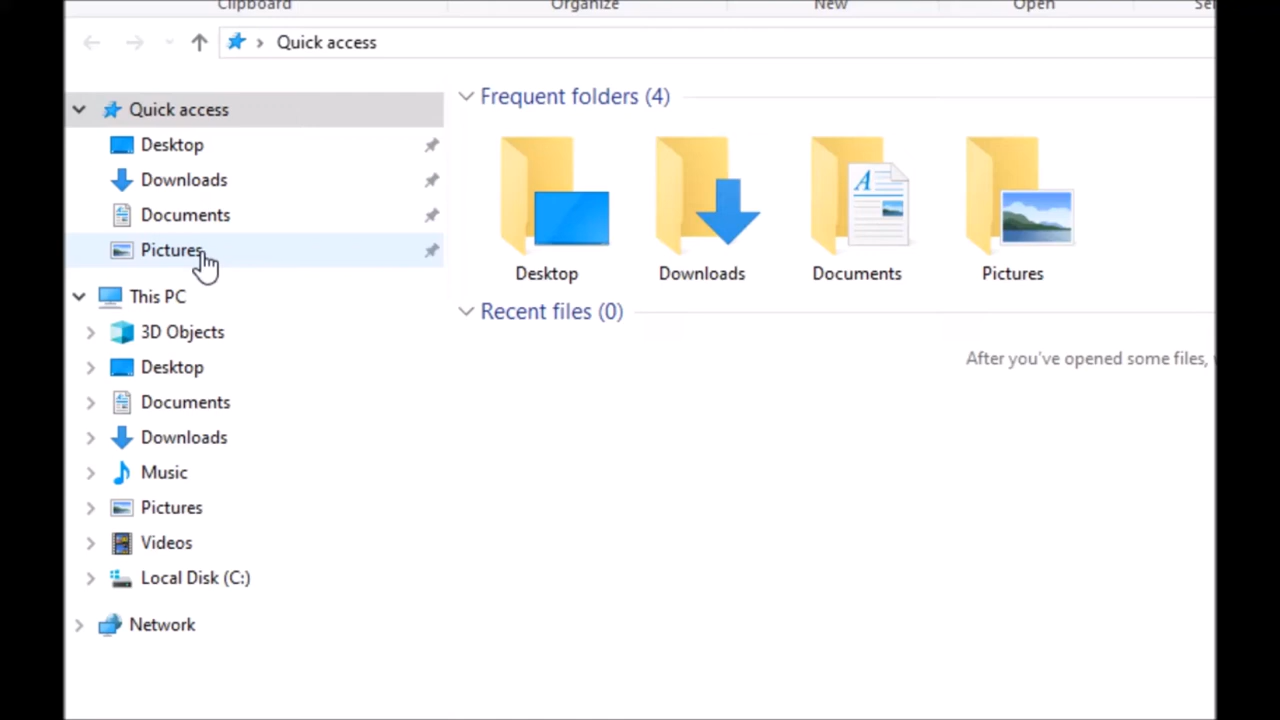 Clipboard
Organize
New
Open
Quick access
Quick access
Desktop
Downloads
Documents
Pictures
This PC
3D Objects
Desktop
Documents
Downloads
Music
Pictures
Videos
Local Disk (C:)
Network
Frequent folders (4)
Desktop
Downloads
Documents
Pictures
Recent files (0)
After you've opened some files,